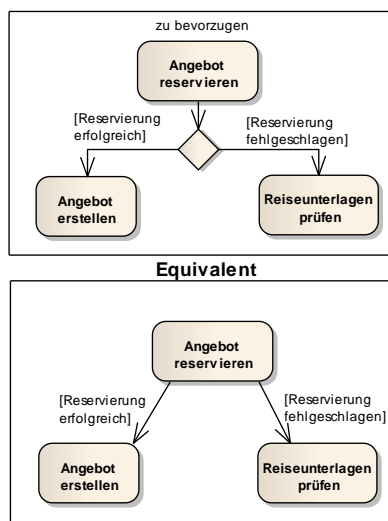 zu bevorzugen
Angebot
reservieren
[Reservierung
erfolgreich]
[Reservierung
fehlgeschlagen]
Angebot
erstellen
Reiseunterlagen
prüfen
Equivalent
Angebot
reservieren
[Reservierung
erfolgreich]
[Reservierung
fehlgeschlagen]
Angebot
erstellen
Reiseunterlagen
prüfen